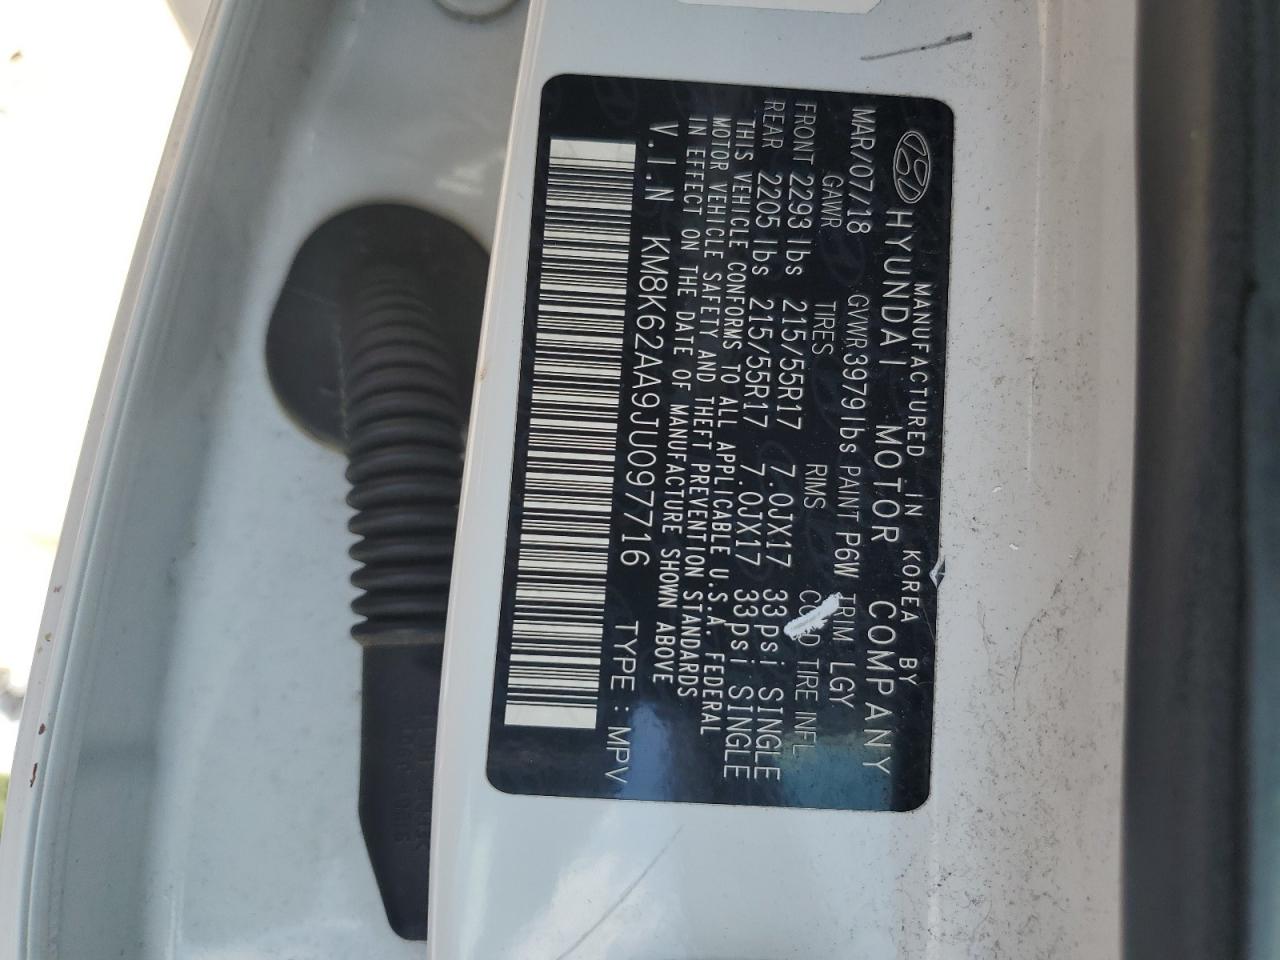 MANUFACTURED IN KOREA BY
HYUNDAI MOTOR COMPANY
MAR/07/18 GVWR 3979 lbs PAINT P6W TRIM LGY
GAWR TIRES RIMS COLD TIRE INFL
FRONT 2293 lbs 215/55R17 7.0JX17 33psi SINGLE
REAR 2205 lbs 215/55R17 7.0JX17 33psi SINGLE
THIS VEHICLE CONFORMS TO ALL APPLICABLE U.S.A. FEDERAL
MOTOR VEHICLE SAFETY AND THEFT PREVENTION STANDARDS
IN EFFECT ON THE DATE OF MANUFACTURE SHOWN ABOVE
V.I.N KM8K62AA9JU097716 TYPE : MPV